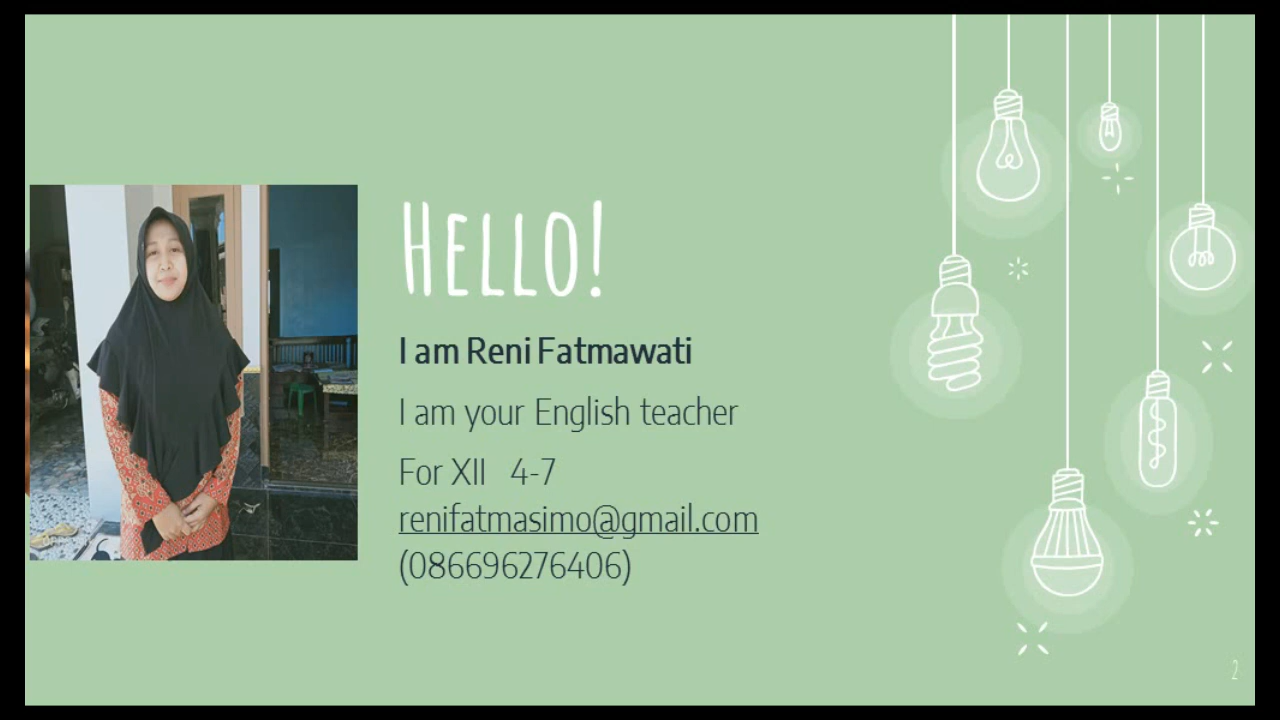 HELLO!
I am Reni Fatmawati
I am your English teacher
For XII 4-7
renifatmasimo@gmail.com
(086696276406)
2